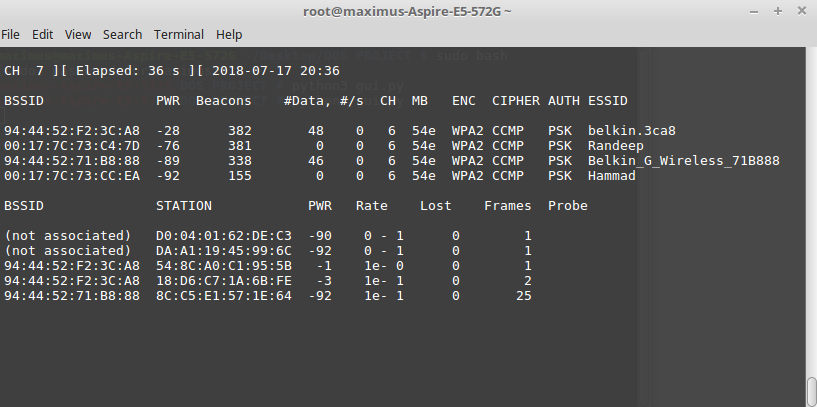 root@maximus-Aspire-E5-572G ~
File Edit View Search Terminal Help
CH  7 ][ Elapsed: 36 s ][ 2018-07-17 20:36
BSSID              PWR  Beacons    #Data, #/s  CH  MB   ENC  CIPHER AUTH ESSID
94:44:52:F2:3C:A8  -28      382       48    0   6  54e  WPA2 CCMP   PSK  belkin.3ca8
00:17:7C:73:C4:7D  -76      381        0    0   6  54e  WPA2 CCMP   PSK  Randeep
94:44:52:71:B8:88  -89      338       46    0   6  54e  WPA2 CCMP   PSK  Belkin_G_Wireless_71B888
00:17:7C:73:CC:EA  -92      155        0    0   6  54e  WPA2 CCMP   PSK  Hammad
BSSID              STATION            PWR   Rate    Lost    Frames  Probe
(not associated)   D0:04:01:62:DE:C3  -90    0 - 1      0        1
(not associated)   DA:A1:19:45:99:6C  -92    0 - 1      0        1
94:44:52:F2:3C:A8  54:8C:A0:C1:95:5B   -1    1e- 0      0        1
94:44:52:F2:3C:A8  18:D6:C7:1A:6B:FE   -3    1e- 1      0        2
94:44:52:71:B8:88  8C:C5:E1:57:1E:64  -92    1e- 1      0       25